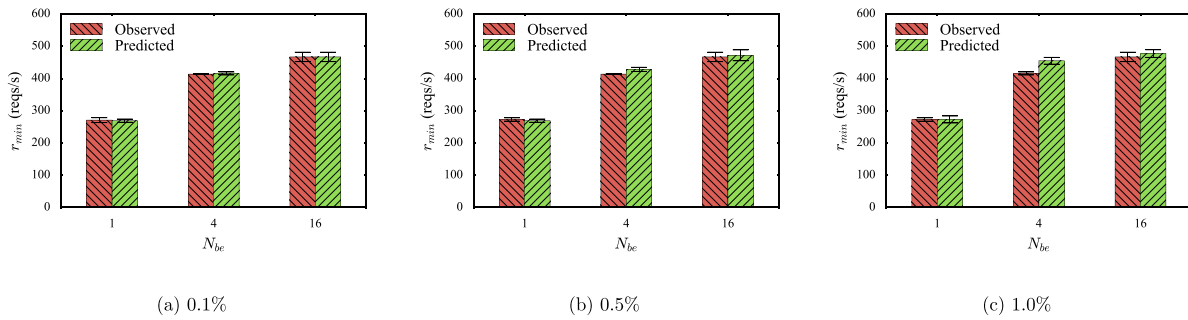 600
500
400
300
200
100
0
r_min (reqs/s)
Observed
Predicted
1 4 16
N_be
(a) 0.1%
600
500
400
300
200
100
0
r_min (reqs/s)
Observed
Predicted
1 4 16
N_be
(b) 0.5%
600
500
400
300
200
100
0
r_min (reqs/s)
Observed
Predicted
1 4 16
N_be
(c) 1.0%